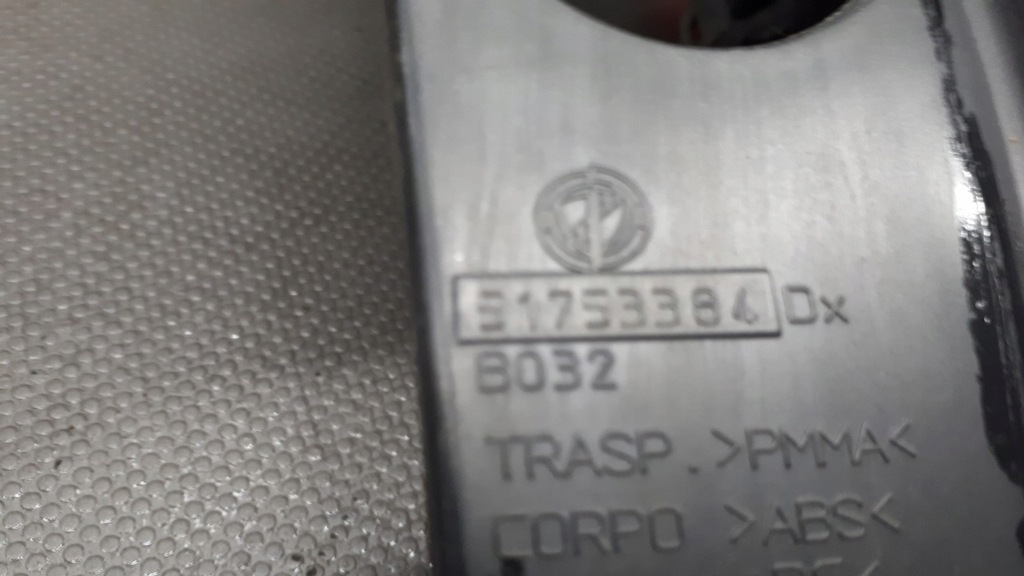 51753384 Dx
B032
TRASP. >PMMA<
CORPO >ABS<